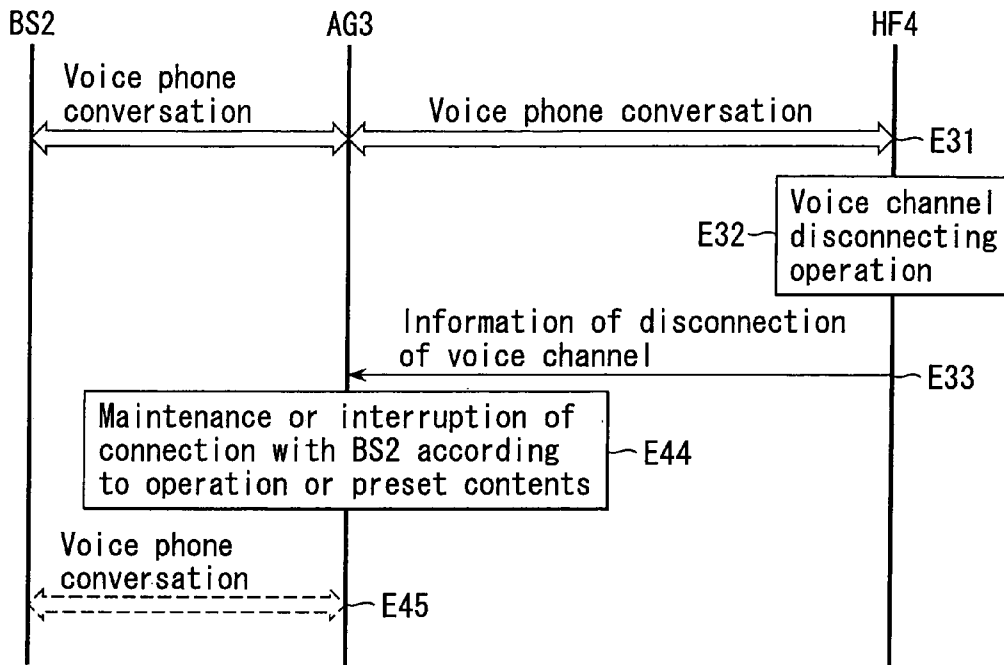 BS2 AG3 HF4
Voice phone
conversation
Voice phone conversation
E31
Voice channel
disconnecting
operation
E32
Information of disconnection
of voice channel
E33
Maintenance or interruption of
connection with BS2 according
to operation or preset contents
E44
Voice phone
conversation
E45